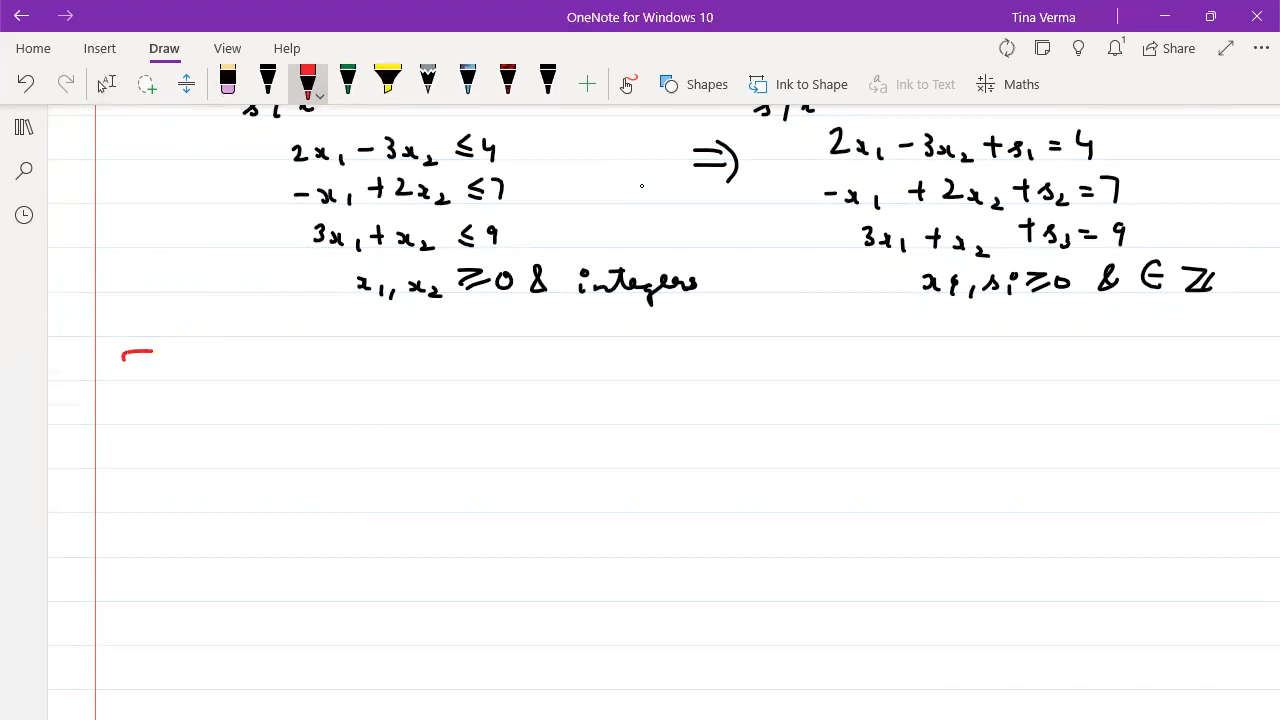 OneNote for Windows 10
Tina Verma
Home Insert Draw View Help
1 Share
Shapes Ink to Shape Ink to Text Maths
2x₁ - 3x₂ ≤ 4 ⇒ 2x₁ - 3x₂ + s₁ = 4
-x₁ + 2x₂ ≤ 7 -x₁ + 2x₂ + s₂ = 7
3x₁ + x₂ ≤ 9 3x₁ + x₂ + s₃ = 9
x₁, x₂ ≥ 0 & integers xᵢ, sᵢ ≥ 0 & ∈ ℤ